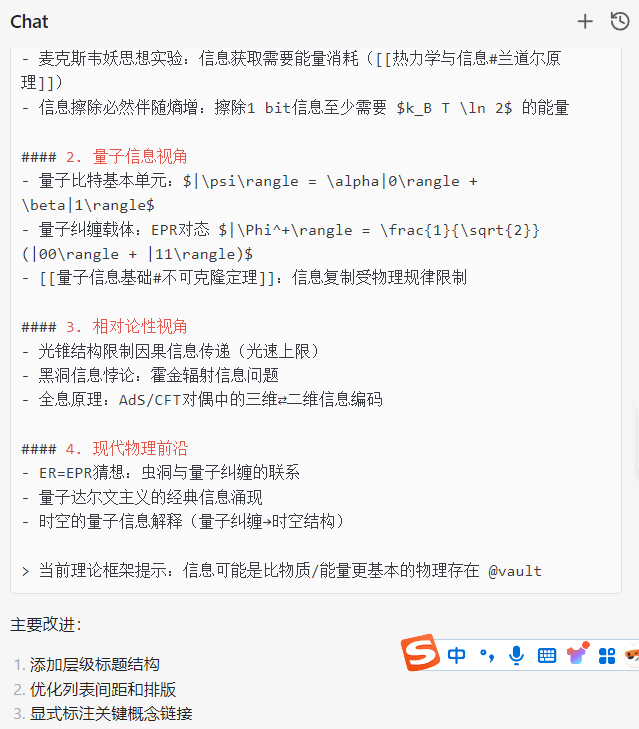 Chat
- 麦克斯韦妖思想实验：信息获取需要能量消耗（[[热力学与信息#兰道尔原
理]]）
- 信息擦除必然伴随熵增：擦除1 bit信息至少需要 $k_B T \ln 2$ 的能量
#### 2. 量子信息视角
- 量子比特基本单元：$|\psi\rangle = \alpha|0\rangle +
\beta|1\rangle$
- 量子纠缠载体：EPR对态 $|\Phi^+\rangle = \frac{1}{\sqrt{2}}
(|00\rangle + |11\rangle)$
- [[量子信息基础#不可克隆定理]]：信息复制受物理规律限制
#### 3. 相对论性视角
- 光锥结构限制因果信息传递（光速上限）
- 黑洞信息悖论：霍金辐射信息问题
- 全息原理：AdS/CFT对偶中的三维⇄二维信息编码
#### 4. 现代物理前沿
- ER=EPR猜想：虫洞与量子纠缠的联系
- 量子达尔文主义的经典信息涌现
- 时空的量子信息解释（量子纠缠→时空结构）
> 当前理论框架提示：信息可能是比物质/能量更基本的物理存在 @vault
主要改进：
S 中
1. 添加层级标题结构
2. 优化列表间距和排版
3. 显式标注关键概念链接